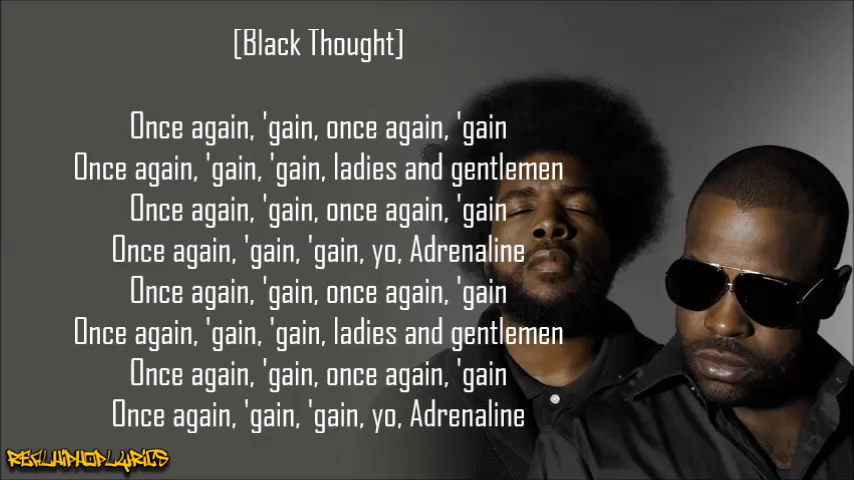 [Black Thought]
Once again, 'gain, once again, 'gain
Once again, 'gain, 'gain, ladies and gentlemen
Once again, 'gain, once again, 'gain
Once again, 'gain, 'gain, yo, Adrenaline
Once again, 'gain, once again, 'gain
Once again, 'gain, 'gain, ladies and gentlemen
Once again, 'gain, once again, 'gain
Once again, 'gain, 'gain, yo, Adrenaline
REALHIPHOPLYRICS